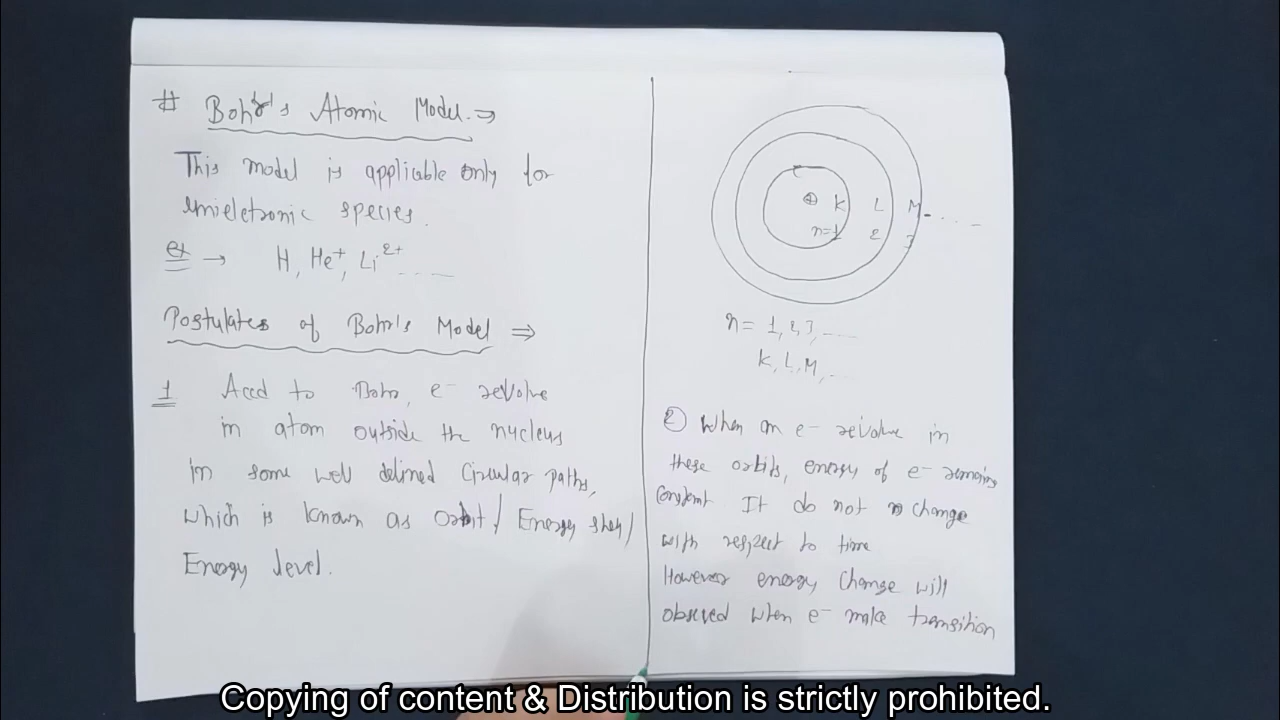 # Bohr's Atomic Model. ⇒
This model is applicable only for
unieletronic species.
ex → H, He⁺, Li²⁺ ....
Postulates of Bohr's Model ⇒
1 Accd to Bohr, e⁻ revolve
in atom outside the nucleus
in some well defined Circular paths,
which is known as orbit / Energy shell /
Energy level.
e⁻
⊕ K L M- ....
n=1 2 3
n = 1, 2, 3, ....
K, L, M, ...
② When an e⁻ revolve in
these orbits, energy of e⁻ remains
Constant It do not change
with respect to time
However energy Change will
observed when e⁻ make transition
Copying of content & Distribution is strictly prohibited.